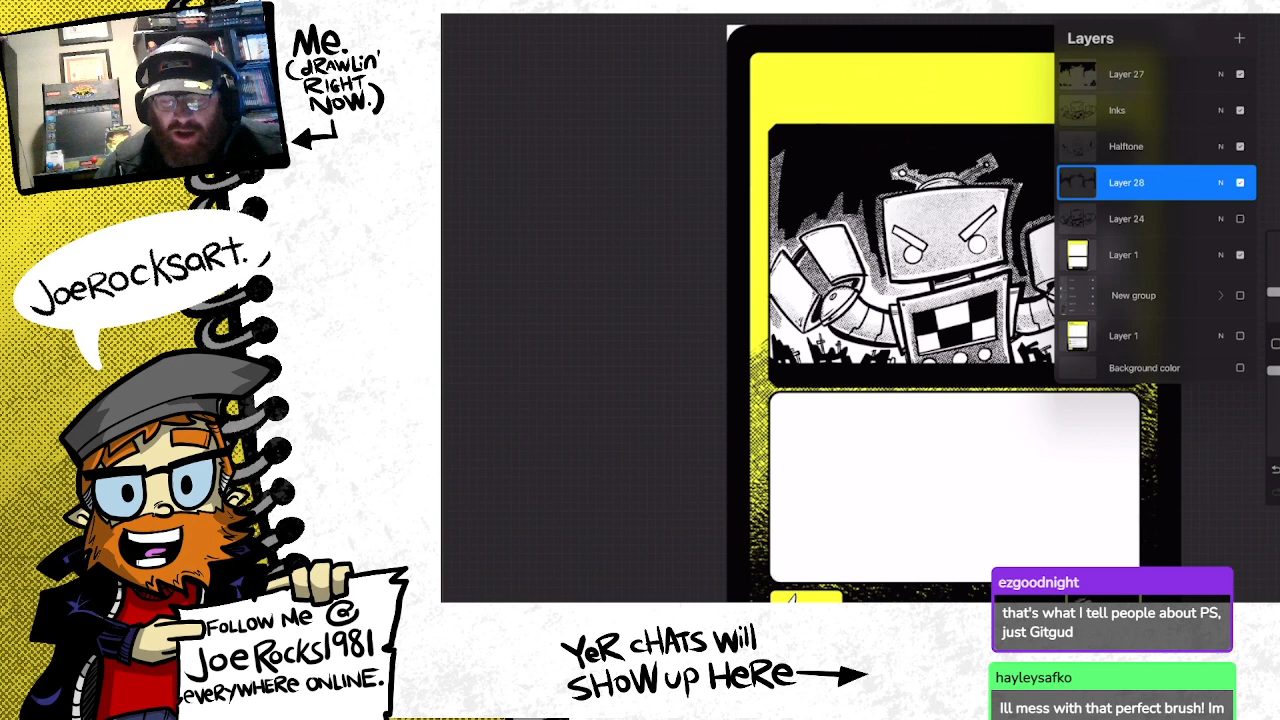 Me.
(dRAWLin'
RiGHT
NOW.)
JoeRocksart.
FOLLOW Me @
JoeRocks1981
everywhere online.
Layers
Layer 27 N
Inks N
Halftone N
Layer 28 N
Layer 24 N
Layer 1 N
New group
Layer 1 N
Background color
YeR cHATs Will
SHOW up HeRe
ezgoodnight
that's what I tell people about PS,
just Gitgud
hayleysafko
Ill mess with that perfect brush! Im